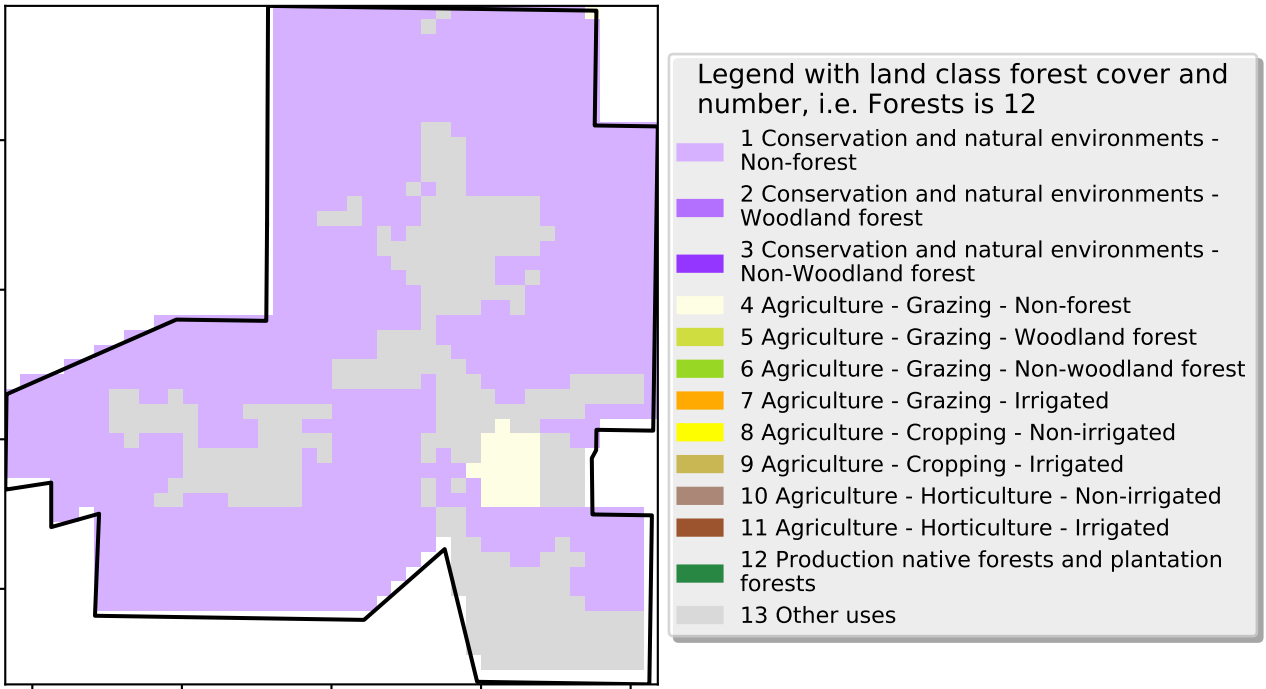 Legend with land class forest cover and
number, i.e. Forests is 12
1 Conservation and natural environments -
Non-forest
2 Conservation and natural environments -
Woodland forest
3 Conservation and natural environments -
Non-Woodland forest
4 Agriculture - Grazing - Non-forest
5 Agriculture - Grazing - Woodland forest
6 Agriculture - Grazing - Non-woodland forest
7 Agriculture - Grazing - Irrigated
8 Agriculture - Cropping - Non-irrigated
9 Agriculture - Cropping - Irrigated
10 Agriculture - Horticulture - Non-irrigated
11 Agriculture - Horticulture - Irrigated
12 Production native forests and plantation
forests
13 Other uses